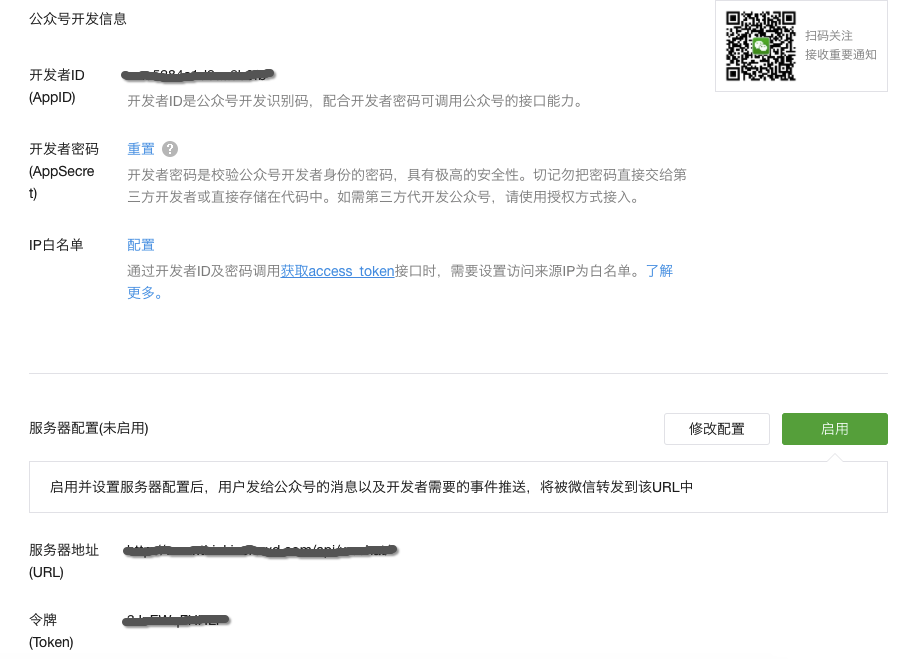 公众号开发信息
扫码关注
接收重要通知
开发者ID
(AppID)
开发者ID是公众号开发识别码，配合开发者密码可调用公众号的接口能力。
开发者密码
(AppSecre
t)
重置 ?
开发者密码是校验公众号开发者身份的密码，具有极高的安全性。切记勿把密码直接交给第
三方开发者或直接存储在代码中。如需第三方代开发公众号，请使用授权方式接入。
IP白名单
配置
通过开发者ID及密码调用获取access_token接口时，需要设置访问来源IP为白名单。了解
更多。
服务器配置(未启用)
修改配置
启用
启用并设置服务器配置后，用户发给公众号的消息以及开发者需要的事件推送，将被微信转发到该URL中
服务器地址
(URL)
令牌
(Token)